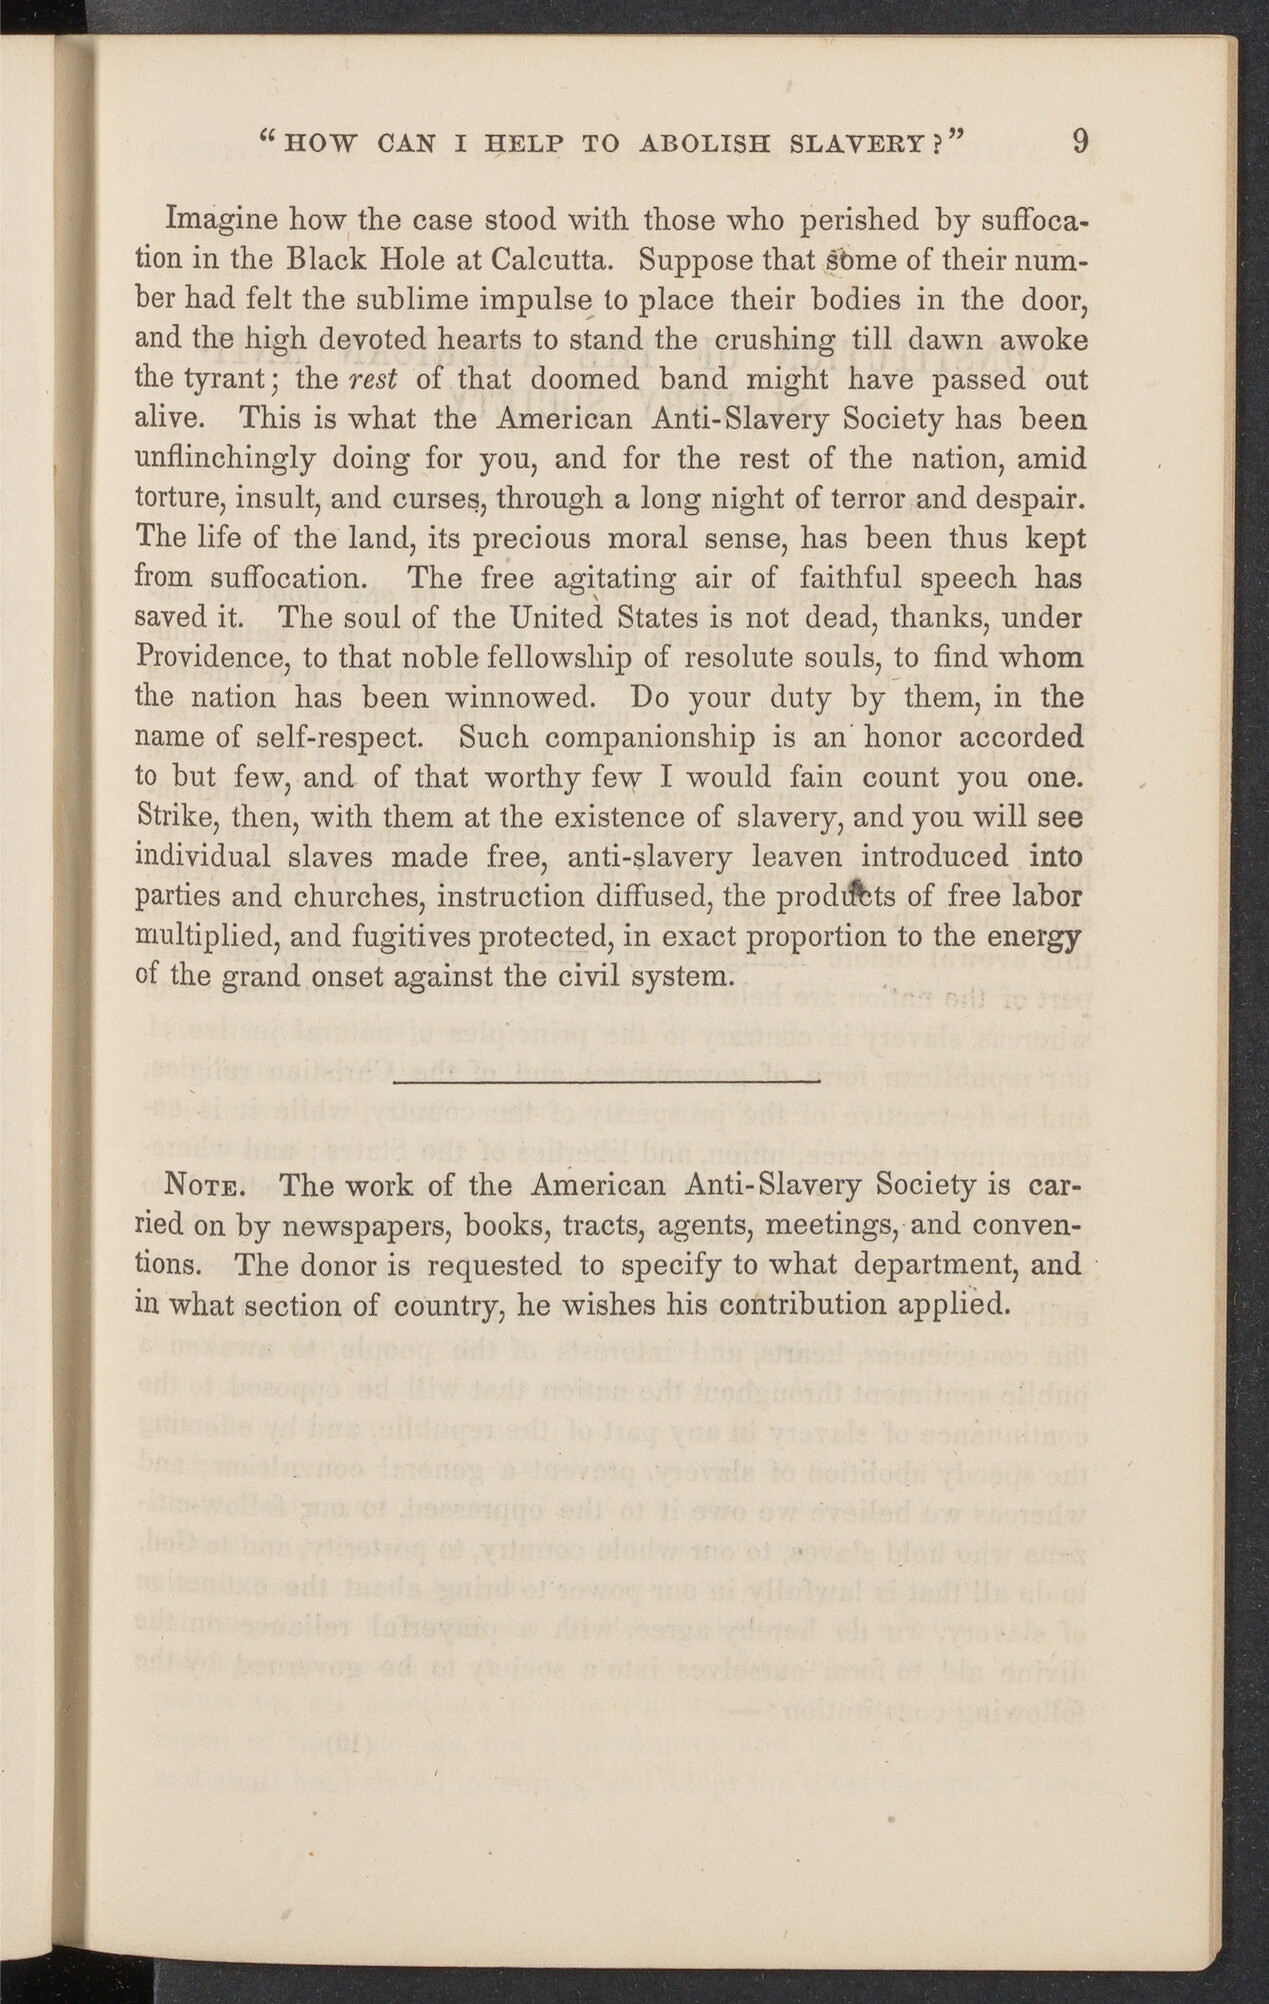 “HOW CAN I HELP TO ABOLISH SLAVERY?” 9
Imagine how the case stood with those who perished by suffoca-
tion in the Black Hole at Calcutta. Suppose that some of their num-
ber had felt the sublime impulse to place their bodies in the door,
and the high devoted hearts to stand the crushing till dawn awoke
the tyrant; the rest of that doomed band might have passed out
alive. This is what the American Anti-Slavery Society has been
unflinchingly doing for you, and for the rest of the nation, amid
torture, insult, and curses, through a long night of terror and despair.
The life of the land, its precious moral sense, has been thus kept
from suffocation. The free agitating air of faithful speech has
saved it. The soul of the United States is not dead, thanks, under
Providence, to that noble fellowship of resolute souls, to find whom
the nation has been winnowed. Do your duty by them, in the
name of self-respect. Such companionship is an honor accorded
to but few, and of that worthy few I would fain count you one.
Strike, then, with them at the existence of slavery, and you will see
individual slaves made free, anti-slavery leaven introduced into
parties and churches, instruction diffused, the products of free labor
multiplied, and fugitives protected, in exact proportion to the energy
of the grand onset against the civil system.
NOTE. The work of the American Anti-Slavery Society is car-
ried on by newspapers, books, tracts, agents, meetings, and conven-
tions. The donor is requested to specify to what department, and
in what section of country, he wishes his contribution applied.